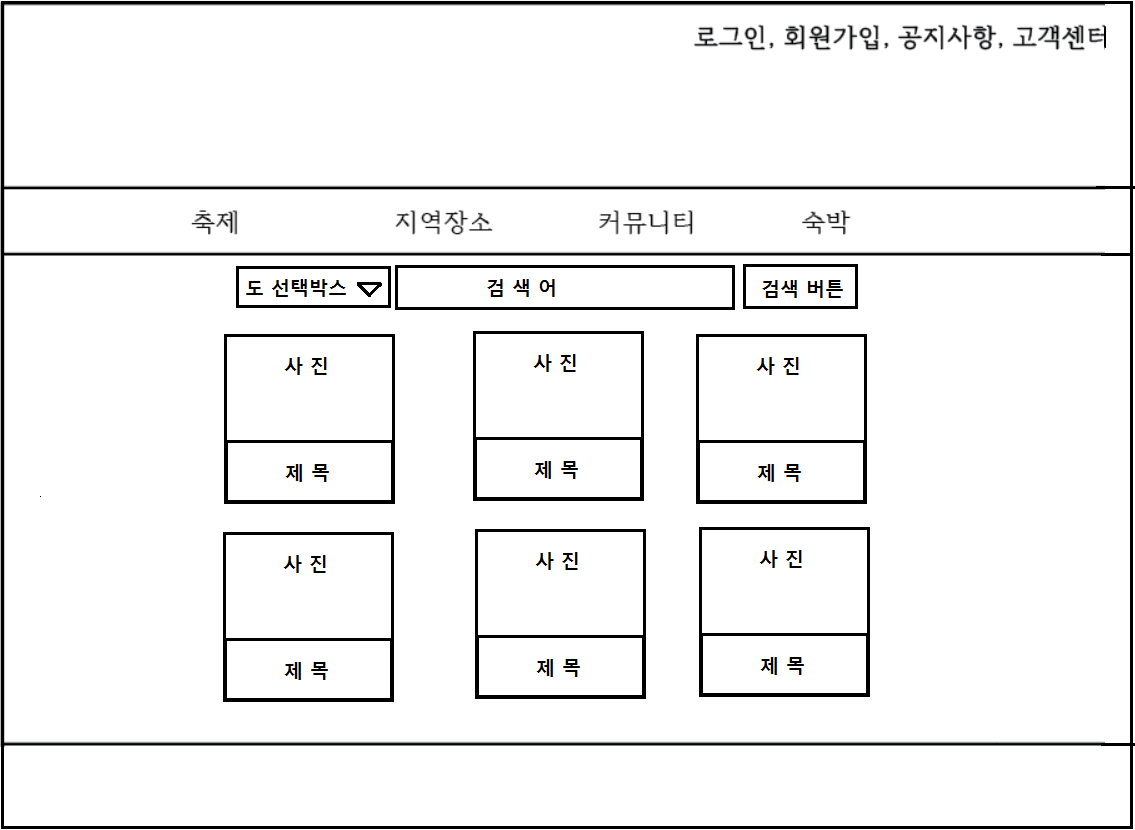 로그인, 회원가입, 공지사항, 고객센터
축제 지역장소 커뮤니티 숙박
도 선택박스 검 색 어 검색 버튼
사 진 사 진 사 진
제 목 제 목 제 목
사 진 사 진 사 진
제 목 제 목 제 목